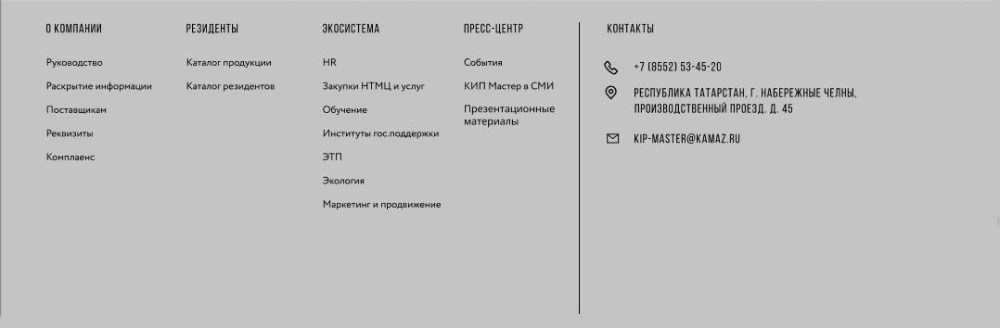 О КОМПАНИИ
Руководство
Раскрытие информации
Поставщикам
Реквизиты
Комплаенс
РЕЗИДЕНТЫ
Каталог продукции
Каталог резидентов
ЭКОСИСТЕМА
HR
Закупки НТМЦ и услуг
Обучение
Институты гос.поддержки
ЭТП
Экология
Маркетинг и продвижение
ПРЕСС-ЦЕНТР
События
КИП Мастер в СМИ
Презентационные
материалы
КОНТАКТЫ
+7 (8552) 53-45-20
РЕСПУБЛИКА ТАТАРСТАН, Г. НАБЕРЕЖНЫЕ ЧЕЛНЫ,
ПРОИЗВОДСТВЕННЫЙ ПРОЕЗД. Д. 45
KIP-MASTER@KAMAZ.RU